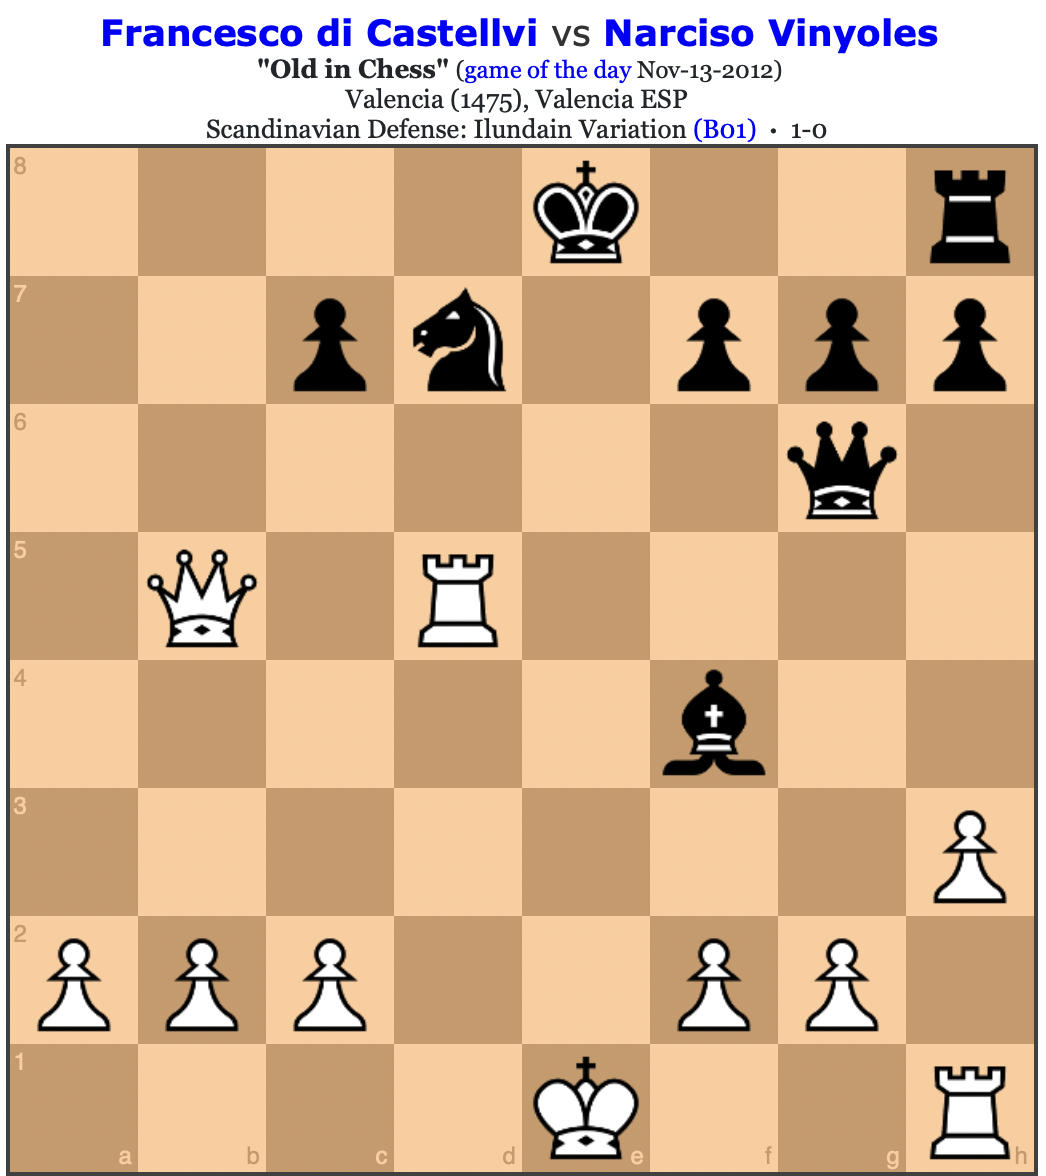 Francesco di Castellvi vs Narciso Vinyoles
"Old in Chess" (game of the day Nov-13-2012)
Valencia (1475), Valencia ESP
Scandinavian Defense: Ilundain Variation (B01) • 1-0
8
7
6
5
4
3
2
1
a b c d e f g h